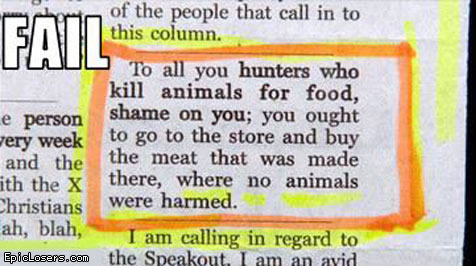 FAIL
of the people that call in to
this column.
To all you hunters who
kill animals for food,
shame on you; you ought
to go to the store and buy
the meat that was made
there, where no animals
were harmed.
I am calling in regard to
the Speakout. I am an avid
e person
very week
and the
ith the X
Christians
ah, blah,
EpicLosers.com